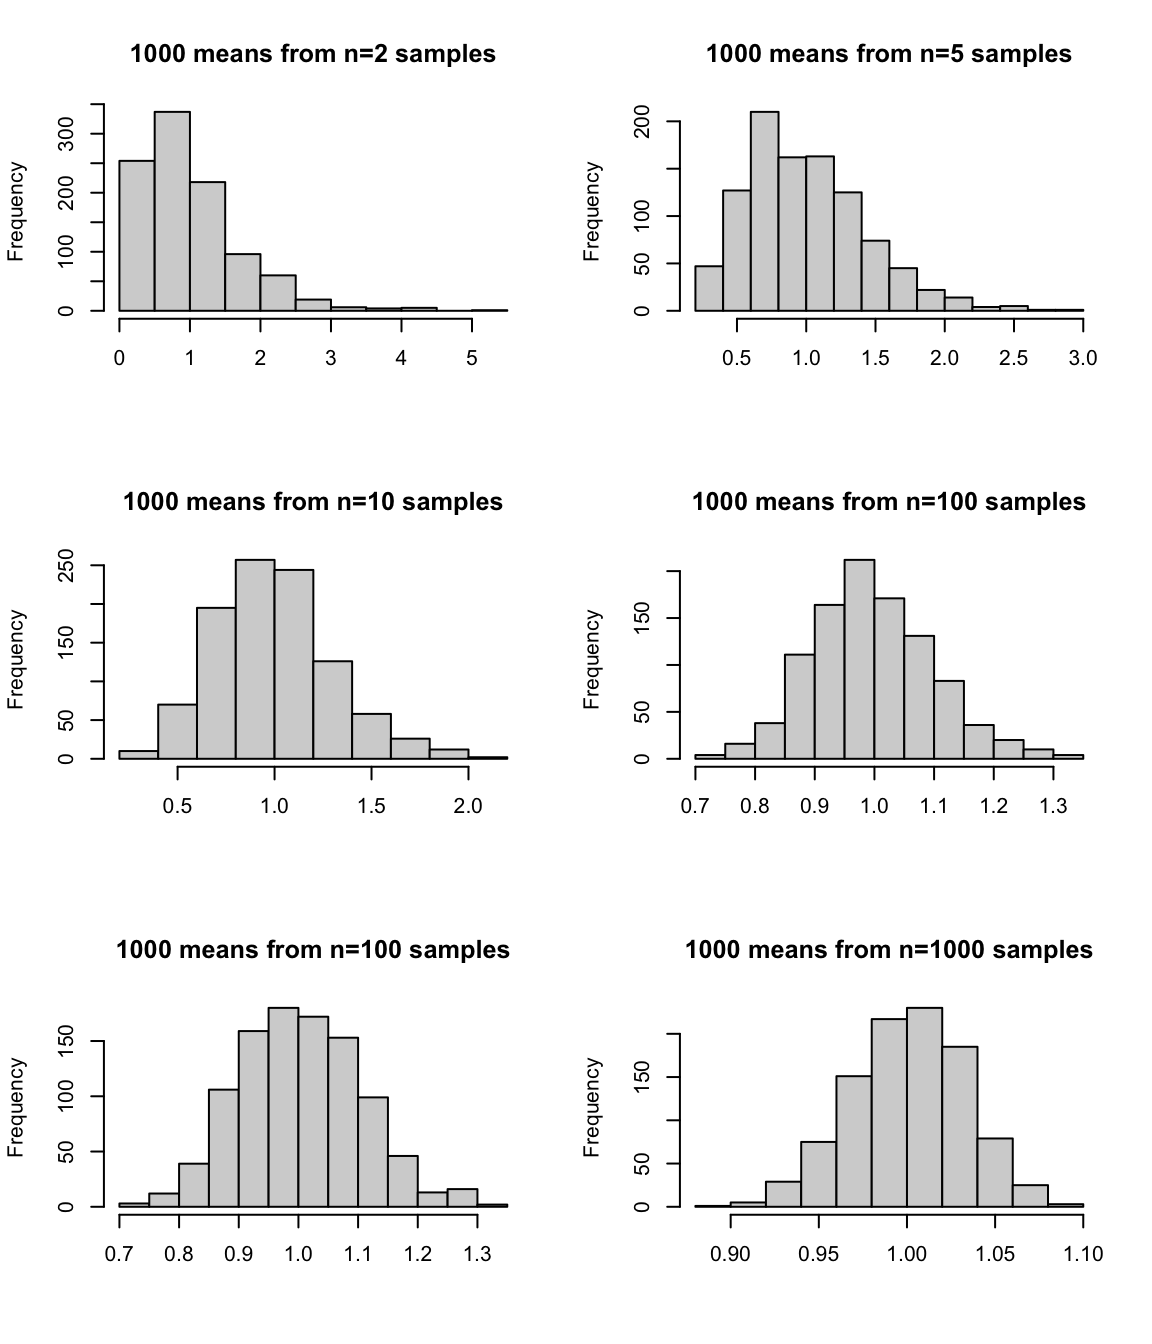 1000 means from n=2 samples
Frequency
0 100 200 300
0 1 2 3 4 5
1000 means from n=5 samples
Frequency
0 50 100 200
0.5 1.0 1.5 2.0 2.5 3.0
1000 means from n=10 samples
Frequency
0 50 150 250
0.5 1.0 1.5 2.0
1000 means from n=100 samples
Frequency
0 50 150
0.7 0.8 0.9 1.0 1.1 1.2 1.3
1000 means from n=100 samples
Frequency
0 50 100 150
0.7 0.8 0.9 1.0 1.1 1.2 1.3
1000 means from n=1000 samples
Frequency
0 50 150
0.90 0.95 1.00 1.05 1.10